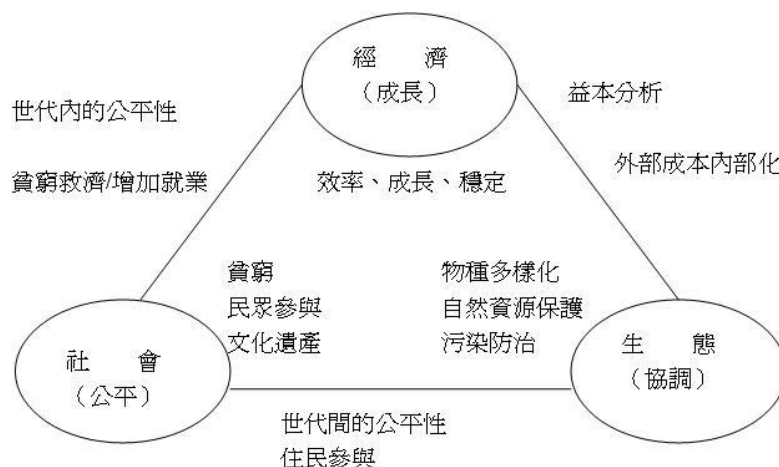 經 濟
（成長）
益本分析
世代內的公平性
外部成本內部化
貧窮救濟/增加就業
效率、成長、穩定
貧窮
民眾參與
文化遺產
物種多樣化
自然資源保護
污染防治
社 會
（公平）
生 態
（協調）
世代間的公平性
住民參與